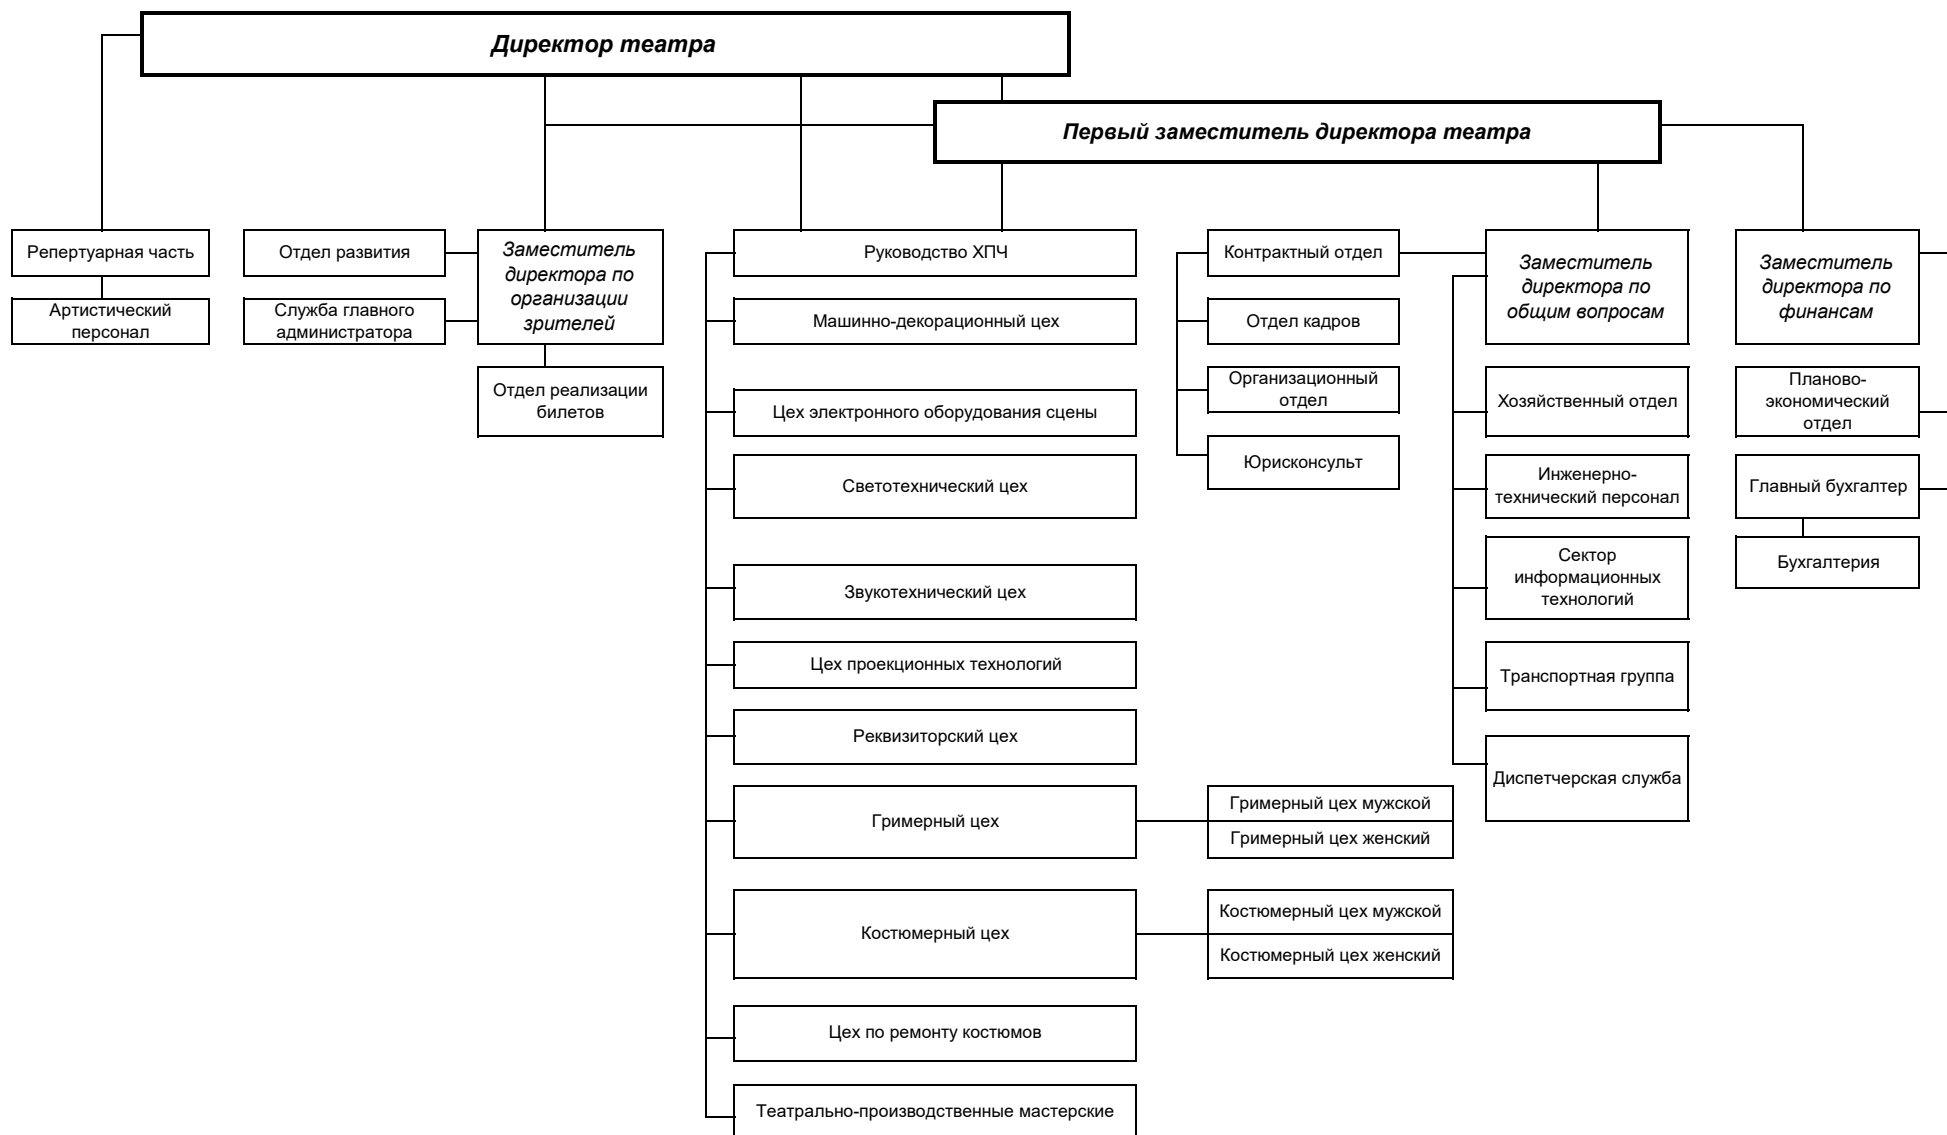 Директор театра
Первый заместитель директора театра
Репертуарная часть
Артистический
персонал
Отдел развития
Служба главного
администратора
Заместитель
директора по
организации
зрителей
Отдел реализации
билетов
Руководство ХПЧ
Машинно-декорационный цех
Цех электронного оборудования сцены
Светотехнический цех
Звукотехнический цех
Цех проекционных технологий
Реквизиторский цех
Гримерный цех
Гримерный цех мужской
Гримерный цех женский
Костюмерный цех
Костюмерный цех мужской
Костюмерный цех женский
Цех по ремонту костюмов
Театрально-производственные мастерские
Контрактный отдел
Отдел кадров
Организационный
отдел
Юрисконсульт
Заместитель
директора по
общим вопросам
Хозяйственный отдел
Инженерно-
технический персонал
Сектор
информационных
технологий
Транспортная группа
Диспетчерская служба
Заместитель
директора по
финансам
Планово-
экономический
отдел
Главный бухгалтер
Бухгалтерия